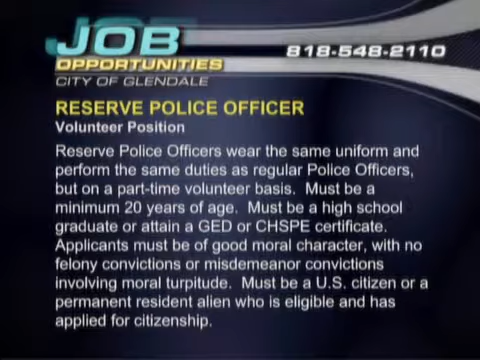 JOB
OPPORTUNITIES
CITY OF GLENDALE
818-548-2110
RESERVE POLICE OFFICER
Volunteer Position
Reserve Police Officers wear the same uniform and
perform the same duties as regular Police Officers,
but on a part-time volunteer basis. Must be a
minimum 20 years of age. Must be a high school
graduate or attain a GED or CHSPE certificate.
Applicants must be of good moral character, with no
felony convictions or misdemeanor convictions
involving moral turpitude. Must be a U.S. citizen or a
permanent resident alien who is eligible and has
applied for citizenship.